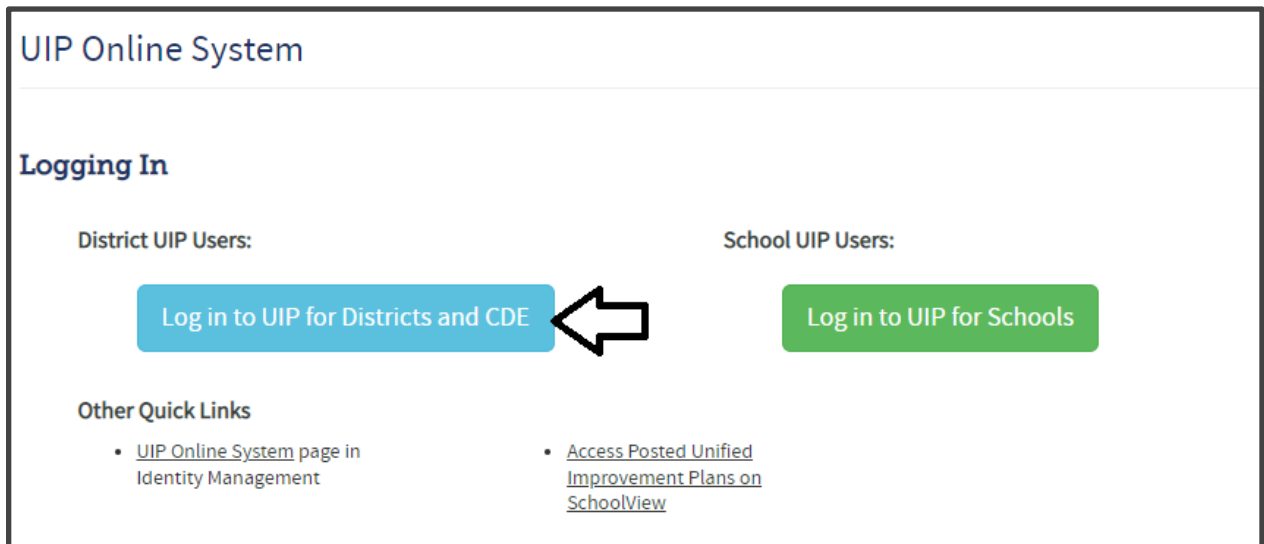 UIP Online System
Logging In
District UIP Users:
School UIP Users:
Log in to UIP for Districts and CDE
Log in to UIP for Schools
Other Quick Links
• UIP Online System page in
Identity Management
• Access Posted Unified
Improvement Plans on
SchoolView